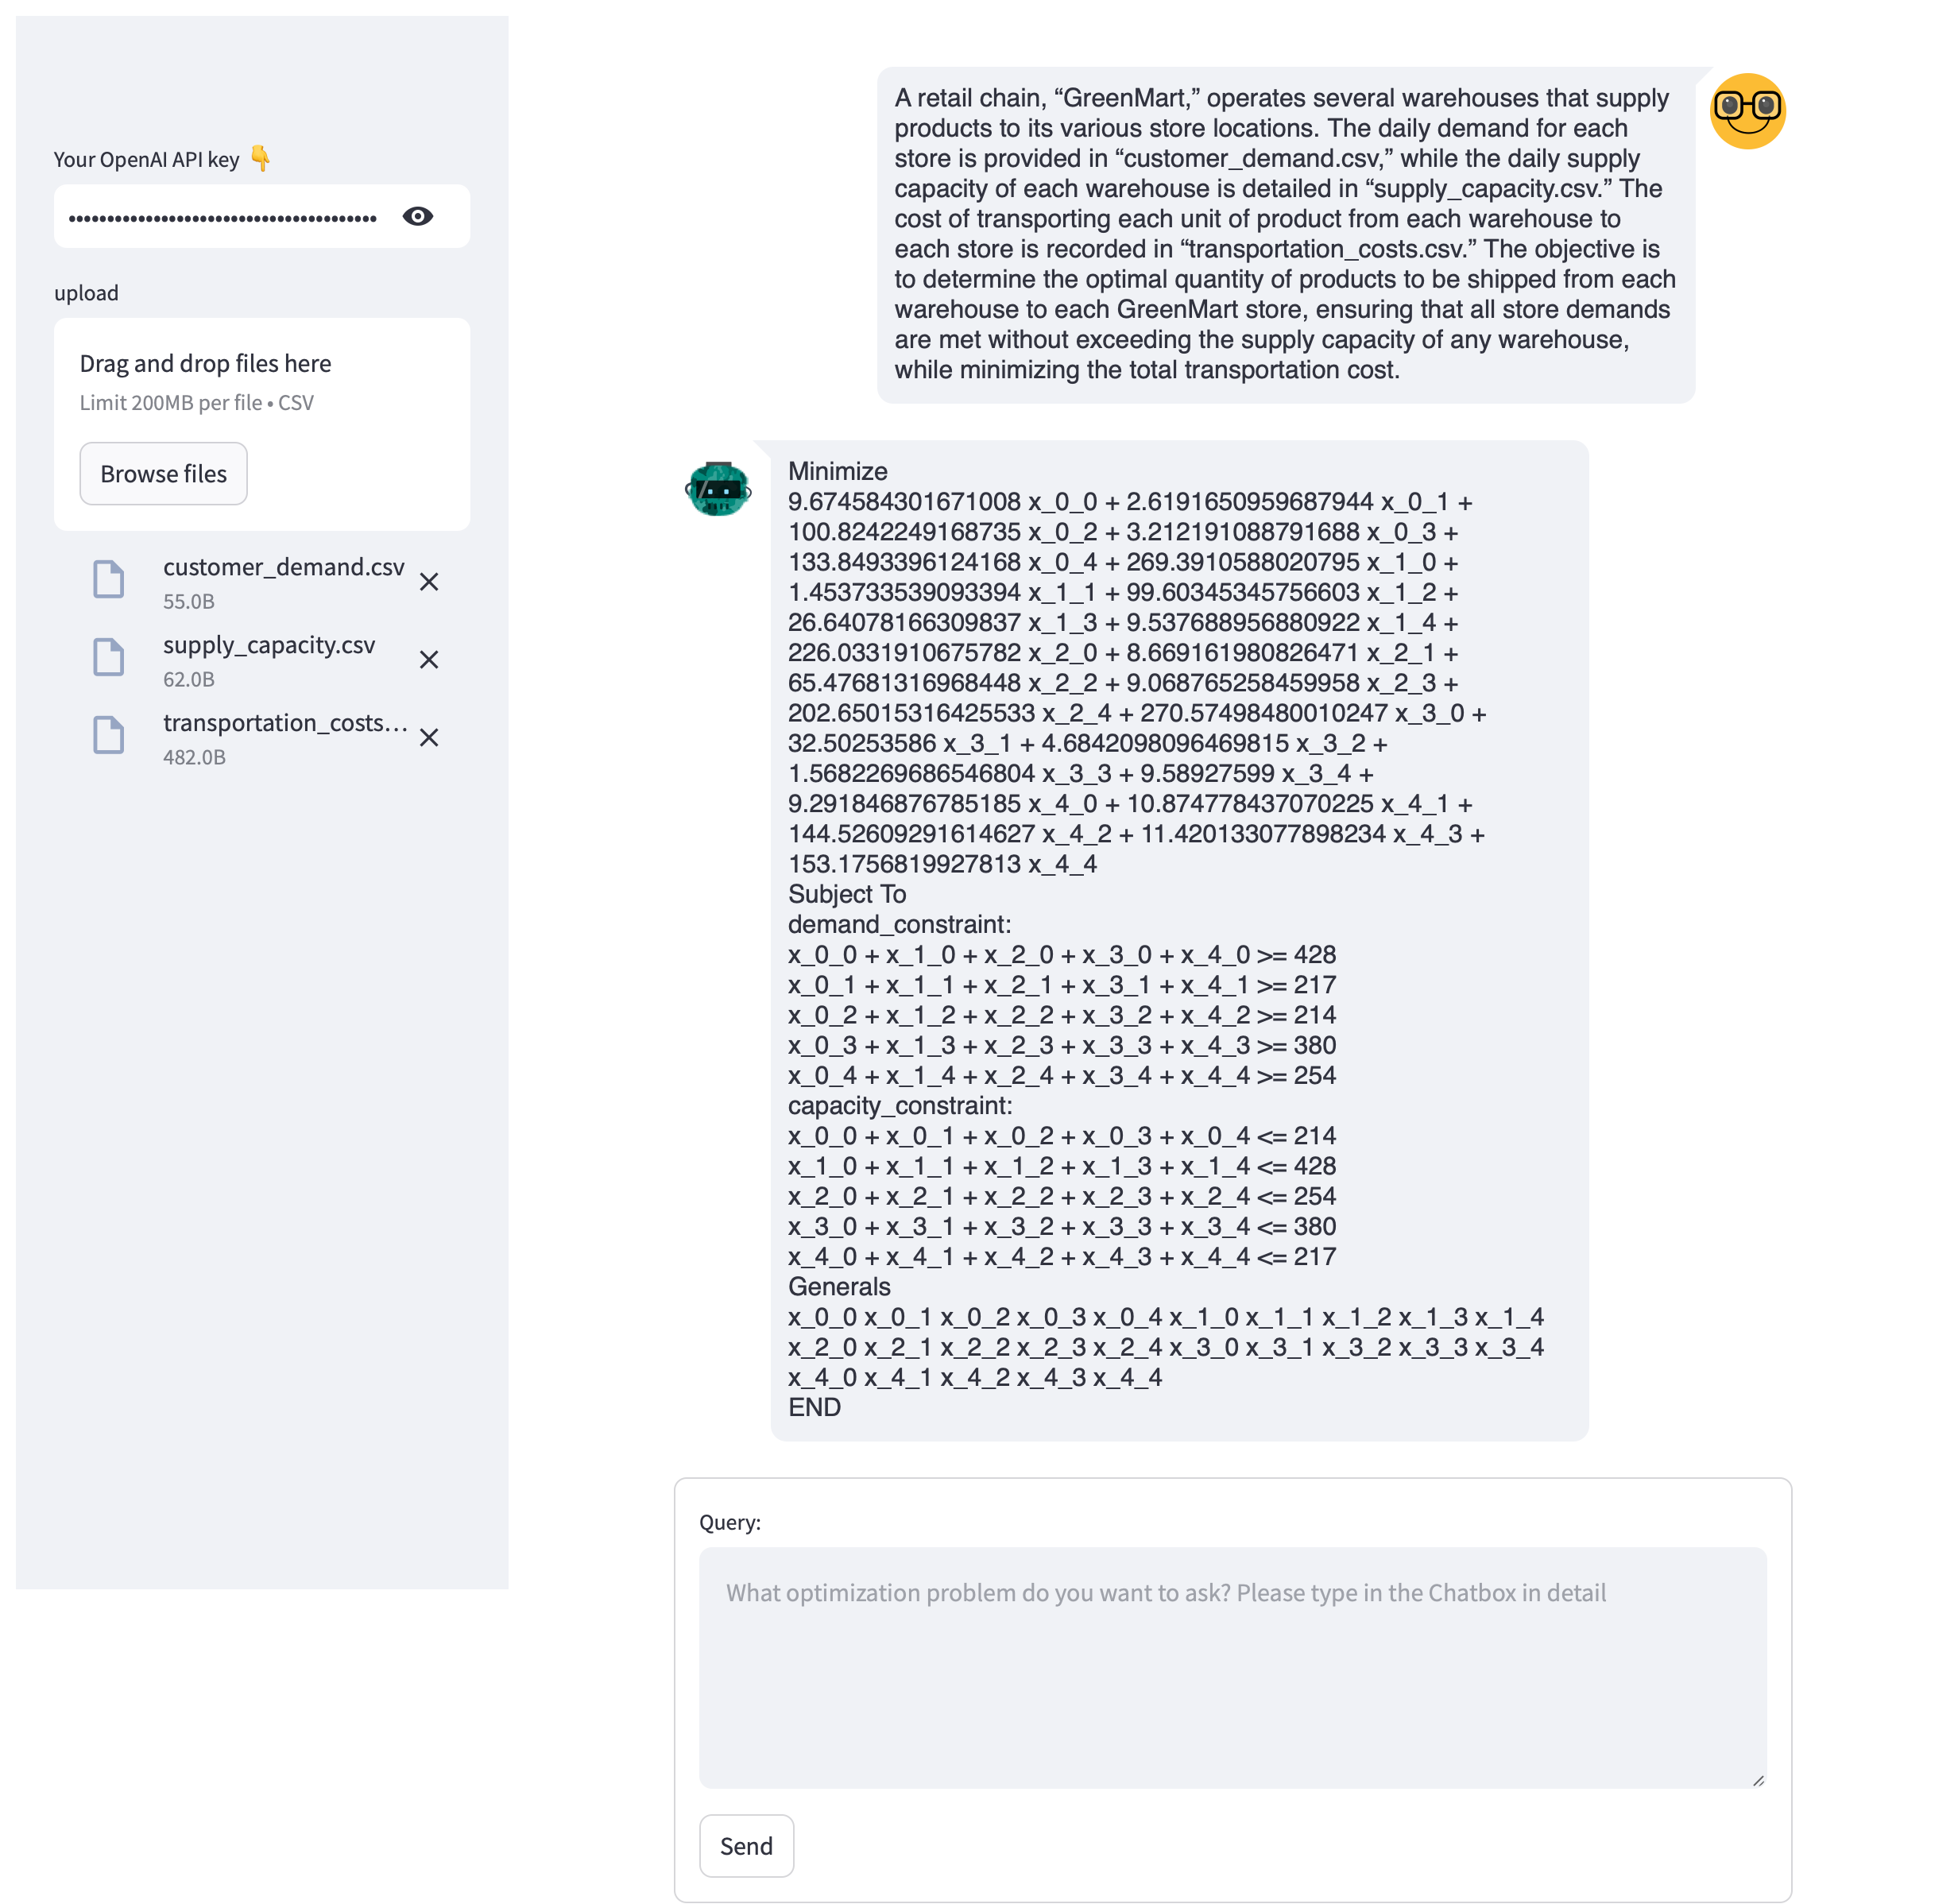 Your OpenAI API key 👇
••••••••••••••••••••••••••••••••••••••••
upload
Drag and drop files here
Limit 200MB per file • CSV
Browse files
customer_demand.csv
55.0B
supply_capacity.csv
62.0B
transportation_costs...
482.0B
A retail chain, “GreenMart,” operates several warehouses that supply
products to its various store locations. The daily demand for each
store is provided in “customer_demand.csv,” while the daily supply
capacity of each warehouse is detailed in “supply_capacity.csv.” The
cost of transporting each unit of product from each warehouse to
each store is recorded in “transportation_costs.csv.” The objective is
to determine the optimal quantity of products to be shipped from each
warehouse to each GreenMart store, ensuring that all store demands
are met without exceeding the supply capacity of any warehouse,
while minimizing the total transportation cost.
Minimize
9.674584301671008 x_0_0 + 2.6191650959687944 x_0_1 +
100.8242249168735 x_0_2 + 3.212191088791688 x_0_3 +
133.8493396124168 x_0_4 + 269.3910588020795 x_1_0 +
1.453733539093394 x_1_1 + 99.60345345756603 x_1_2 +
26.64078166309837 x_1_3 + 9.537688956880922 x_1_4 +
226.0331910675782 x_2_0 + 8.669161980826471 x_2_1 +
65.47681316968448 x_2_2 + 9.068765258459958 x_2_3 +
202.65015316425533 x_2_4 + 270.57498480010247 x_3_0 +
32.50253586 x_3_1 + 4.6842098096469815 x_3_2 +
1.5682269686546804 x_3_3 + 9.58927599 x_3_4 +
9.291846876785185 x_4_0 + 10.874778437070225 x_4_1 +
144.52609291614627 x_4_2 + 11.420133077898234 x_4_3 +
153.1756819927813 x_4_4
Subject To
demand_constraint:
x_0_0 + x_1_0 + x_2_0 + x_3_0 + x_4_0 >= 428
x_0_1 + x_1_1 + x_2_1 + x_3_1 + x_4_1 >= 217
x_0_2 + x_1_2 + x_2_2 + x_3_2 + x_4_2 >= 214
x_0_3 + x_1_3 + x_2_3 + x_3_3 + x_4_3 >= 380
x_0_4 + x_1_4 + x_2_4 + x_3_4 + x_4_4 >= 254
capacity_constraint:
x_0_0 + x_0_1 + x_0_2 + x_0_3 + x_0_4 <= 214
x_1_0 + x_1_1 + x_1_2 + x_1_3 + x_1_4 <= 428
x_2_0 + x_2_1 + x_2_2 + x_2_3 + x_2_4 <= 254
x_3_0 + x_3_1 + x_3_2 + x_3_3 + x_3_4 <= 380
x_4_0 + x_4_1 + x_4_2 + x_4_3 + x_4_4 <= 217
Generals
x_0_0 x_0_1 x_0_2 x_0_3 x_0_4 x_1_0 x_1_1 x_1_2 x_1_3 x_1_4
x_2_0 x_2_1 x_2_2 x_2_3 x_2_4 x_3_0 x_3_1 x_3_2 x_3_3 x_3_4
x_4_0 x_4_1 x_4_2 x_4_3 x_4_4
END
Query:
What optimization problem do you want to ask? Please type in the Chatbox in detail
Send